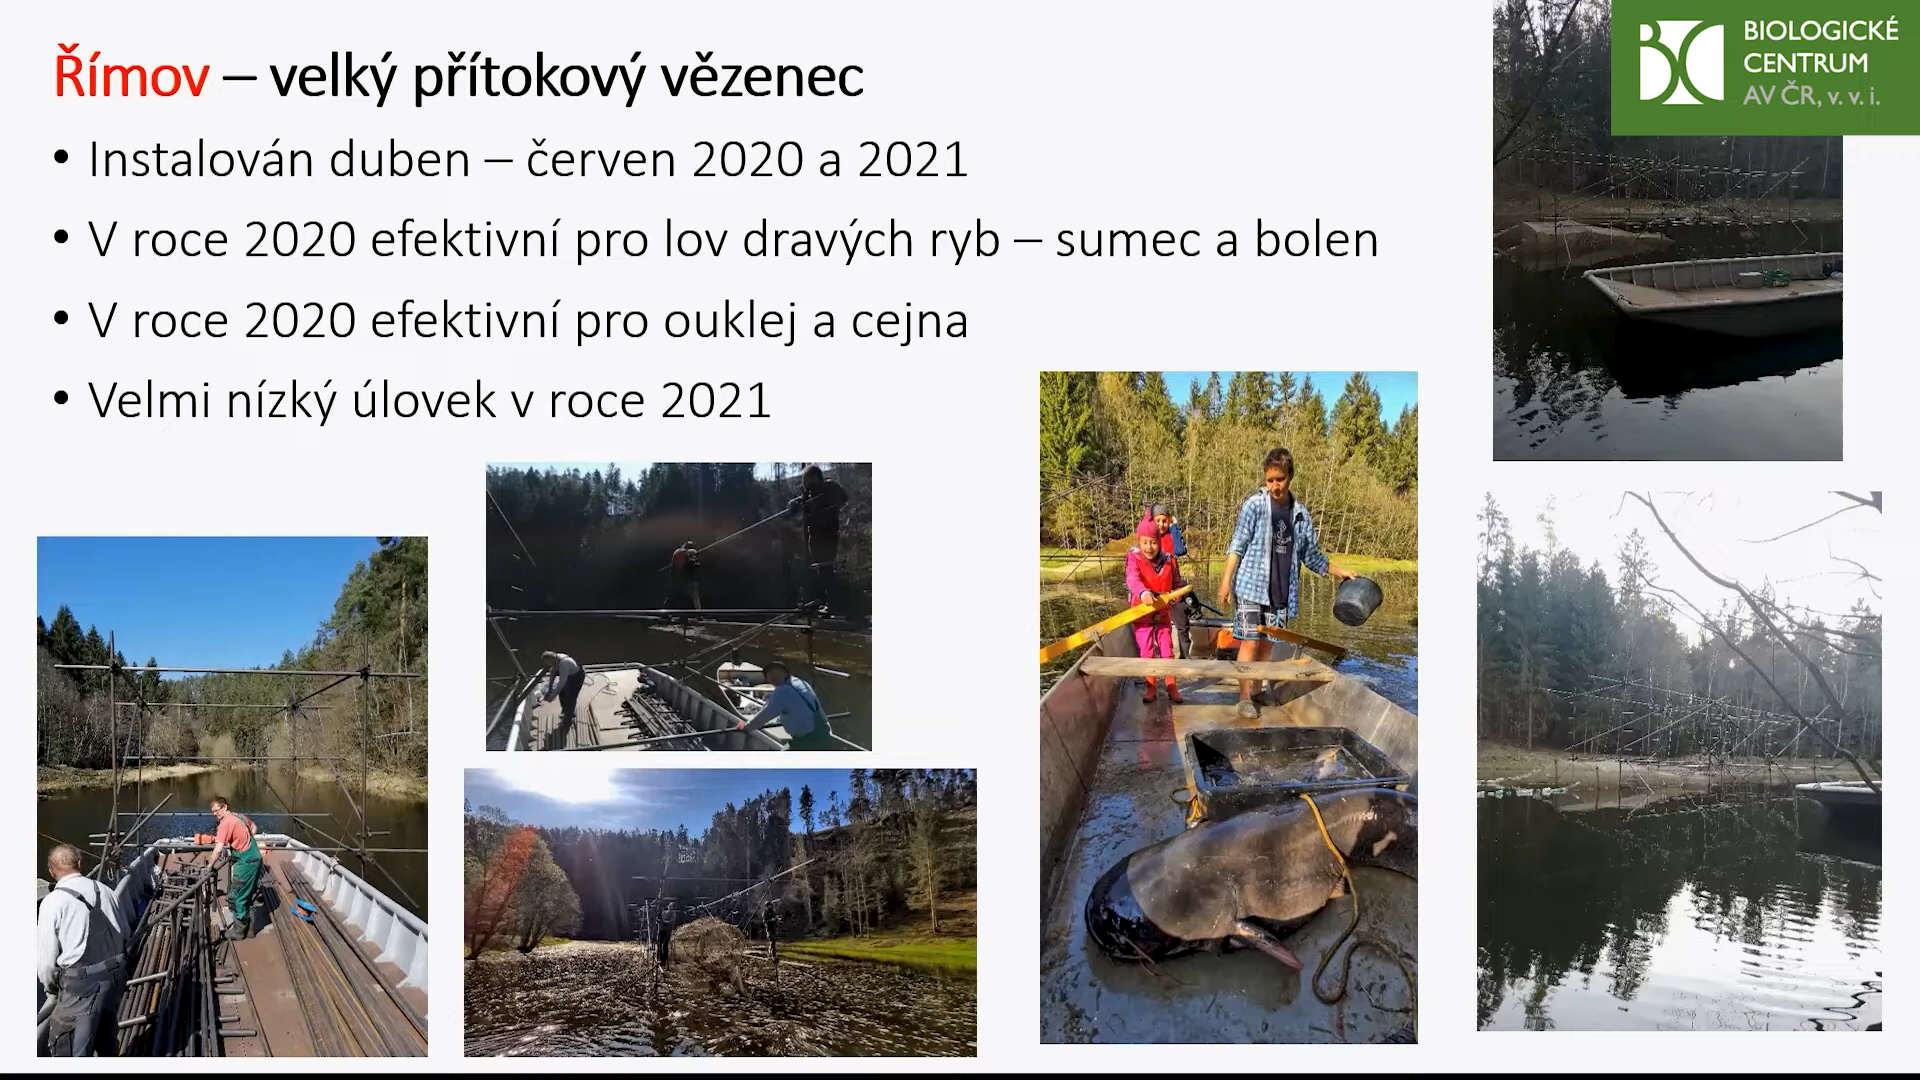 Římov – velký přítokový vězenec
• Instalován duben – červen 2020 a 2021
• V roce 2020 efektivní pro lov dravých ryb – sumec a bolen
• V roce 2020 efektivní pro ouklej a cejna
• Velmi nízký úlovek v roce 2021
BIOLOGICKÉ
CENTRUM
AV ČR, v. v. i.